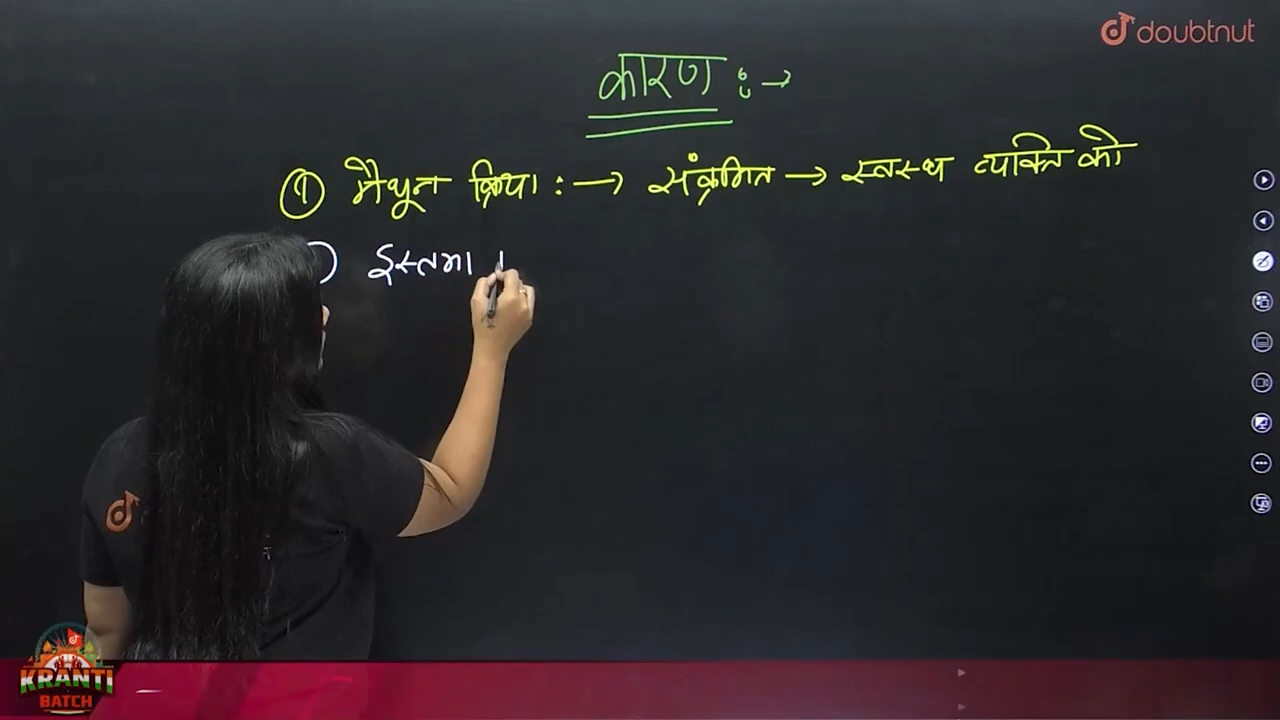 doubtnut
कारण :→
① मैथून क्रिया :→ संक्रमित → स्वस्थ व्यक्ति को
इस्तमा
KRANTI
BATCH